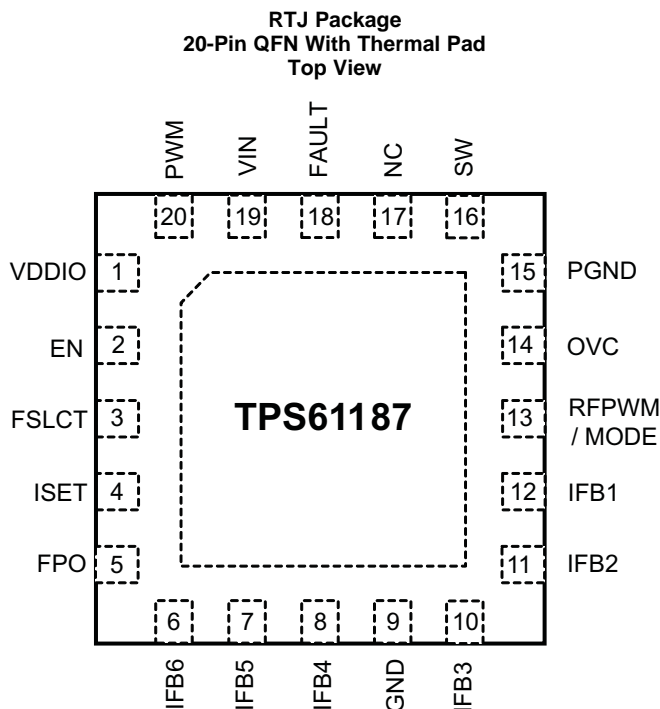 RTJ Package
20-Pin QFN With Thermal Pad
Top View
PWM
VIN
FAULT
NC
SW
20
19
18
17
16
VDDIO
1
15
PGND
EN
2
14
OVC
FSLCT
3
TPS61187
13
RFPWM
/ MODE
ISET
4
12
IFB1
FPO
5
11
IFB2
6
7
8
9
10
IFB6
IFB5
IFB4
GND
IFB3